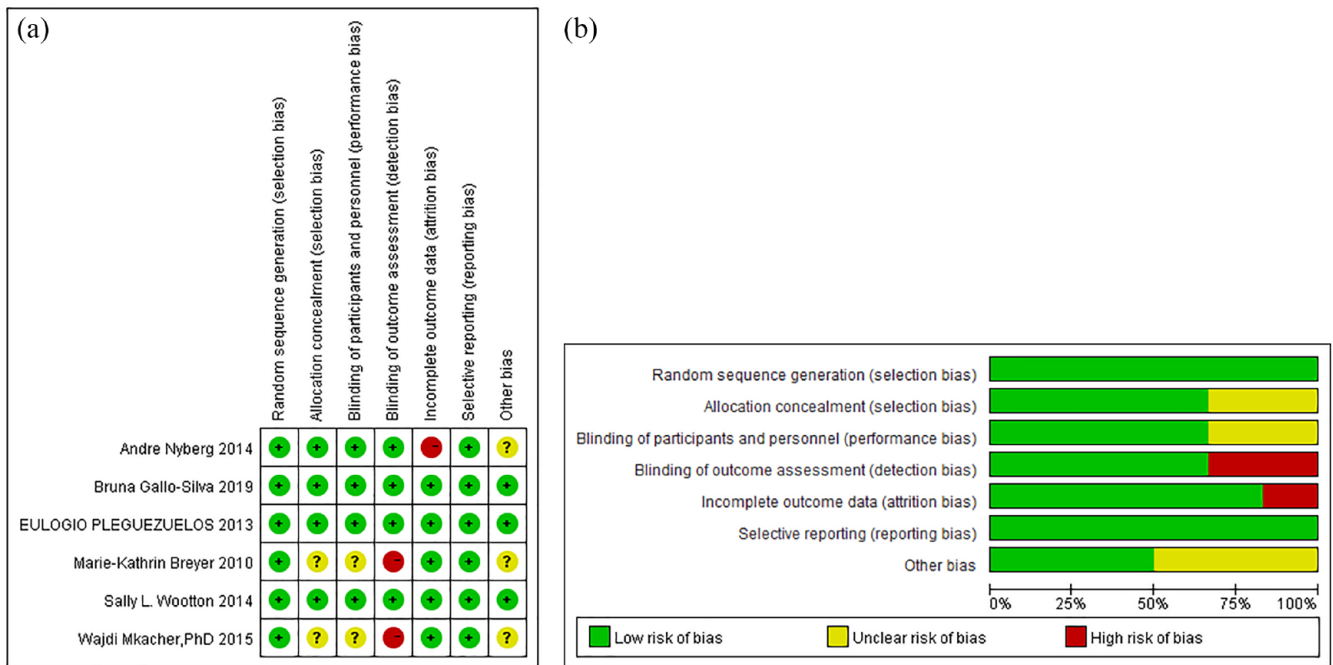 (a)
Random sequence generation (selection bias)
Allocation concealment (selection bias)
Blinding of participants and personnel (performance bias)
Blinding of outcome assessment (detection bias)
Incomplete outcome data (attrition bias)
Selective reporting (reporting bias)
Other bias
Andre Nyberg 2014 + + + + - + ?
Bruna Gallo-Silva 2019 + + + + + + +
EULOGIO PLEGUEZUELOS 2013 + + + + + + +
Marie-Kathrin Breyer 2010 + ? ? - + + ?
Sally L. Wootton 2014 + + + + + + +
Wajdi Mkacher,PhD 2015 + ? ? - + + ?
(b)
Random sequence generation (selection bias)
Allocation concealment (selection bias)
Blinding of participants and personnel (performance bias)
Blinding of outcome assessment (detection bias)
Incomplete outcome data (attrition bias)
Selective reporting (reporting bias)
Other bias
0% 25% 50% 75% 100%
Low risk of bias Unclear risk of bias High risk of bias